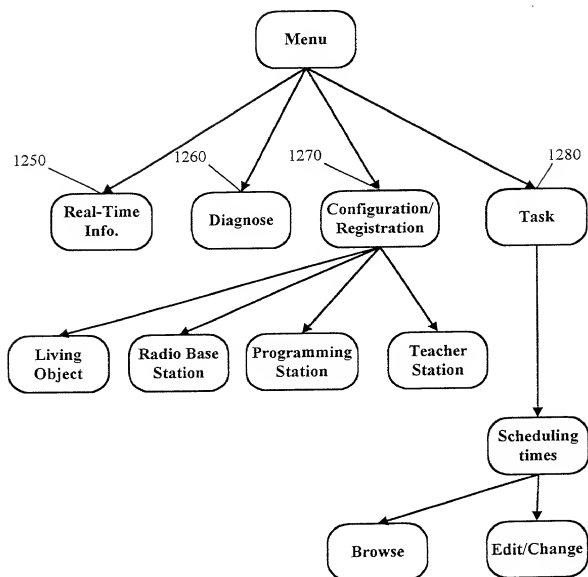 Menu
1250
1260
1270
1280
Real-Time
Info.
Diagnose
Configuration/
Registration
Task
Living
Object
Radio Base
Station
Programming
Station
Teacher
Station
Scheduling
times
Browse
Edit/Change